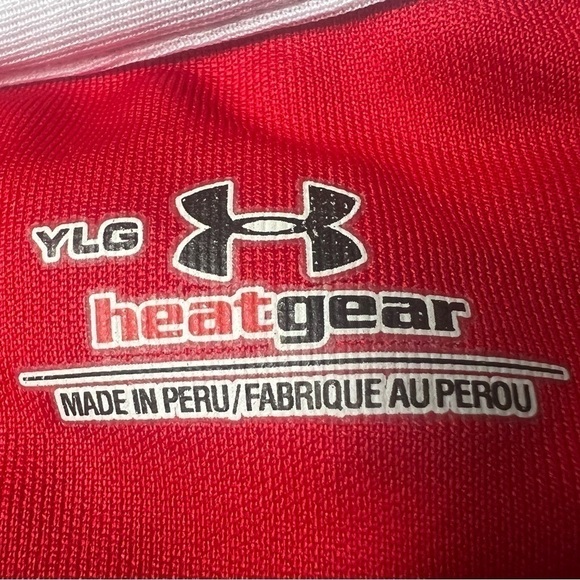 YLG
heatgear
MADE IN PERU/FABRIQUE AU PEROU